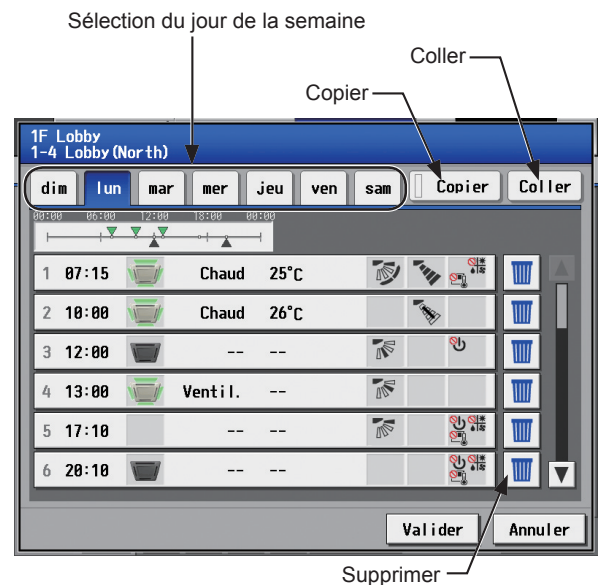 Sélection du jour de la semaine
Coller
Copier
1F Lobby
1-4 Lobby(North)
dim lun mar mer jeu ven sam Copier Coller
00:00 06:00 12:00 18:00 00:00
1 07:15 Chaud 25°C
2 10:00 Chaud 26°C
3 12:00 -- --
4 13:00 Ventil. --
5 17:10 -- --
6 20:10 -- --
Valider Annuler
Supprimer